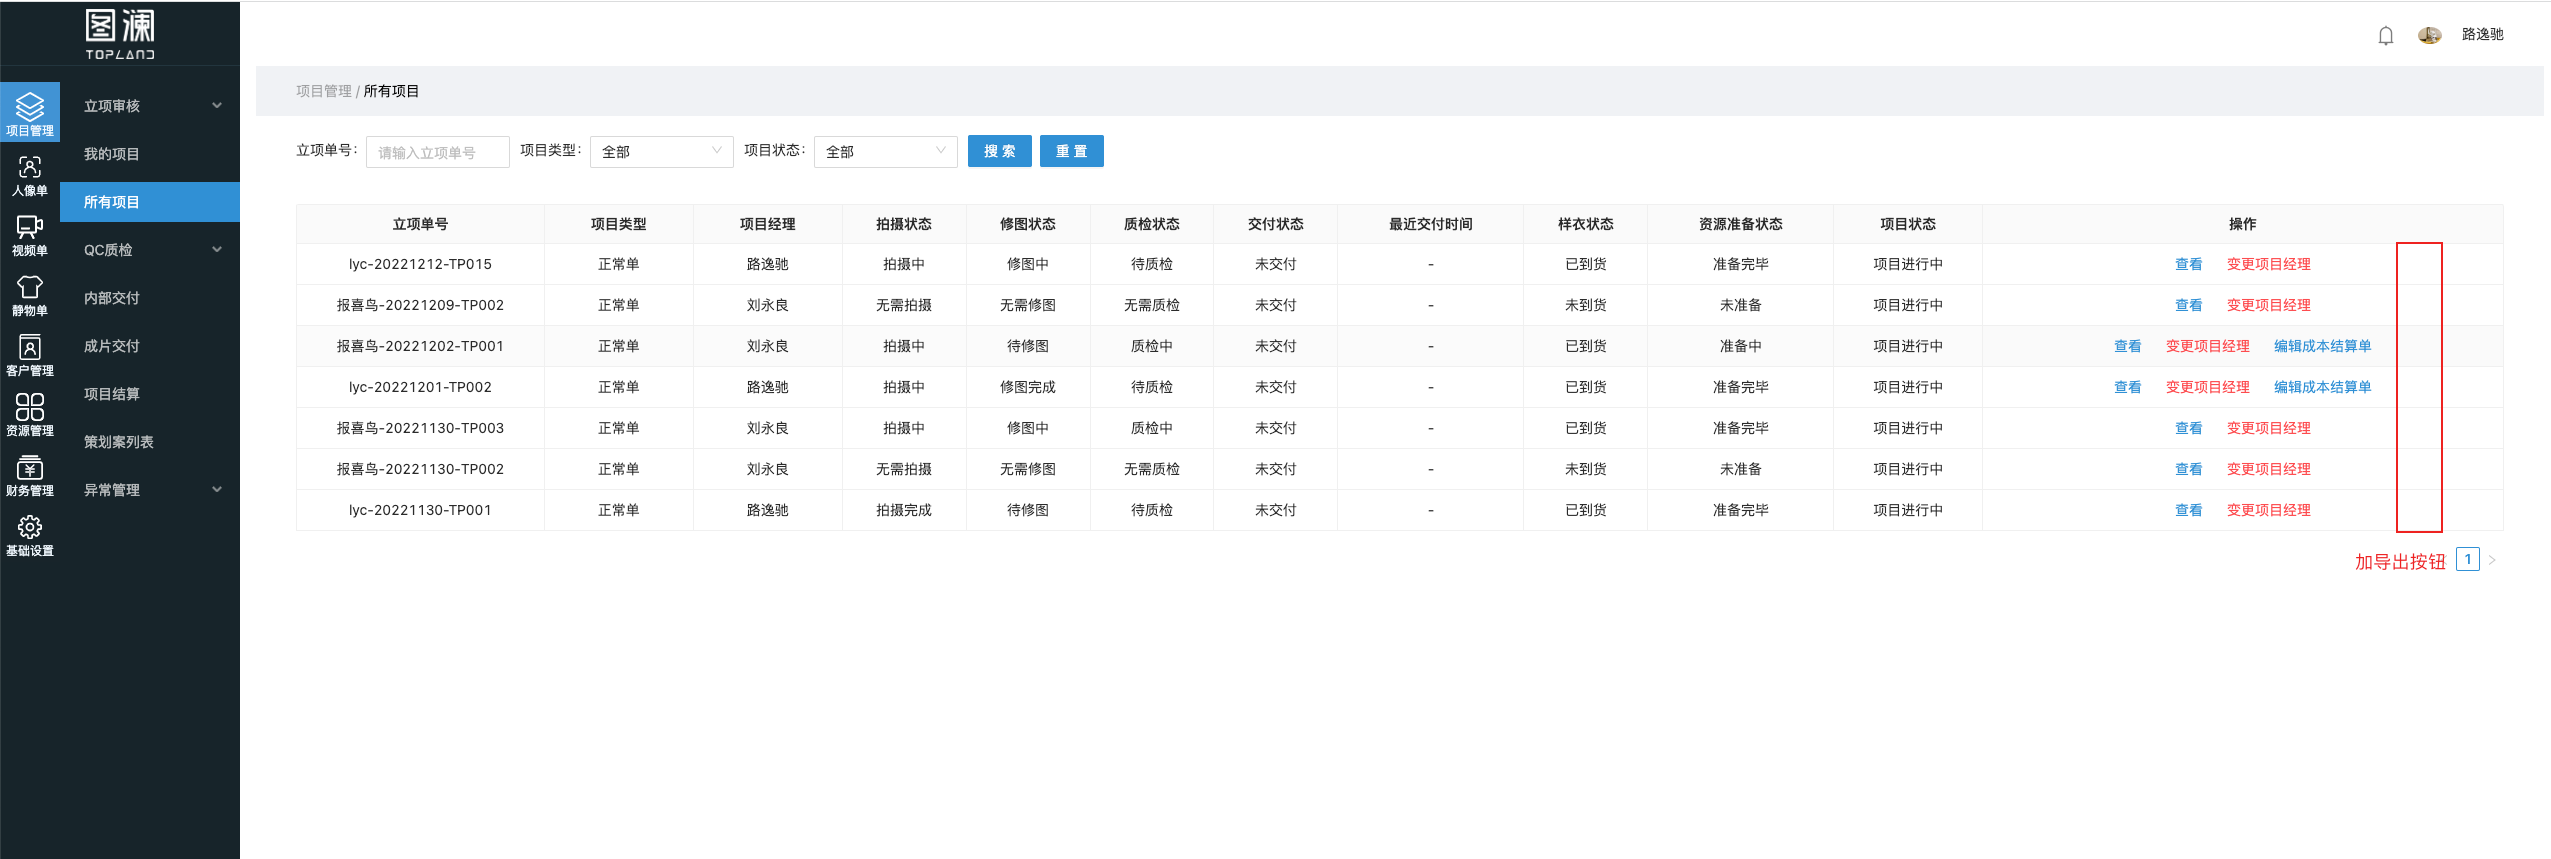 图澜
TOPLAND
路逸驰
项目管理
人像单
视频单
静物单
客户管理
资源管理
财务管理
基础设置
立项审核
我的项目
所有项目
QC质检
内部交付
成片交付
项目结算
策划案列表
异常管理
项目管理 / 所有项目
立项单号： 请输入立项单号 项目类型： 全部 项目状态： 全部 搜 索 重 置
立项单号 项目类型 项目经理 拍摄状态 修图状态 质检状态 交付状态 最近交付时间 样衣状态 资源准备状态 项目状态 操作
lyc-20221212-TP015 正常单 路逸驰 拍摄中 修图中 待质检 未交付 - 已到货 准备完毕 项目进行中 查看 变更项目经理
报喜鸟-20221209-TP002 正常单 刘永良 无需拍摄 无需修图 无需质检 未交付 - 未到货 未准备 项目进行中 查看 变更项目经理
报喜鸟-20221202-TP001 正常单 刘永良 拍摄中 待修图 质检中 未交付 - 已到货 准备中 项目进行中 查看 变更项目经理 编辑成本结算单
lyc-20221201-TP002 正常单 路逸驰 拍摄中 修图完成 待质检 未交付 - 已到货 准备完毕 项目进行中 查看 变更项目经理 编辑成本结算单
报喜鸟-20221130-TP003 正常单 刘永良 拍摄中 修图中 质检中 未交付 - 已到货 准备完毕 项目进行中 查看 变更项目经理
报喜鸟-20221130-TP002 正常单 刘永良 无需拍摄 无需修图 无需质检 未交付 - 未到货 未准备 项目进行中 查看 变更项目经理
lyc-20221130-TP001 正常单 路逸驰 拍摄完成 待修图 待质检 未交付 - 已到货 准备完毕 项目进行中 查看 变更项目经理
加导出按钮 1